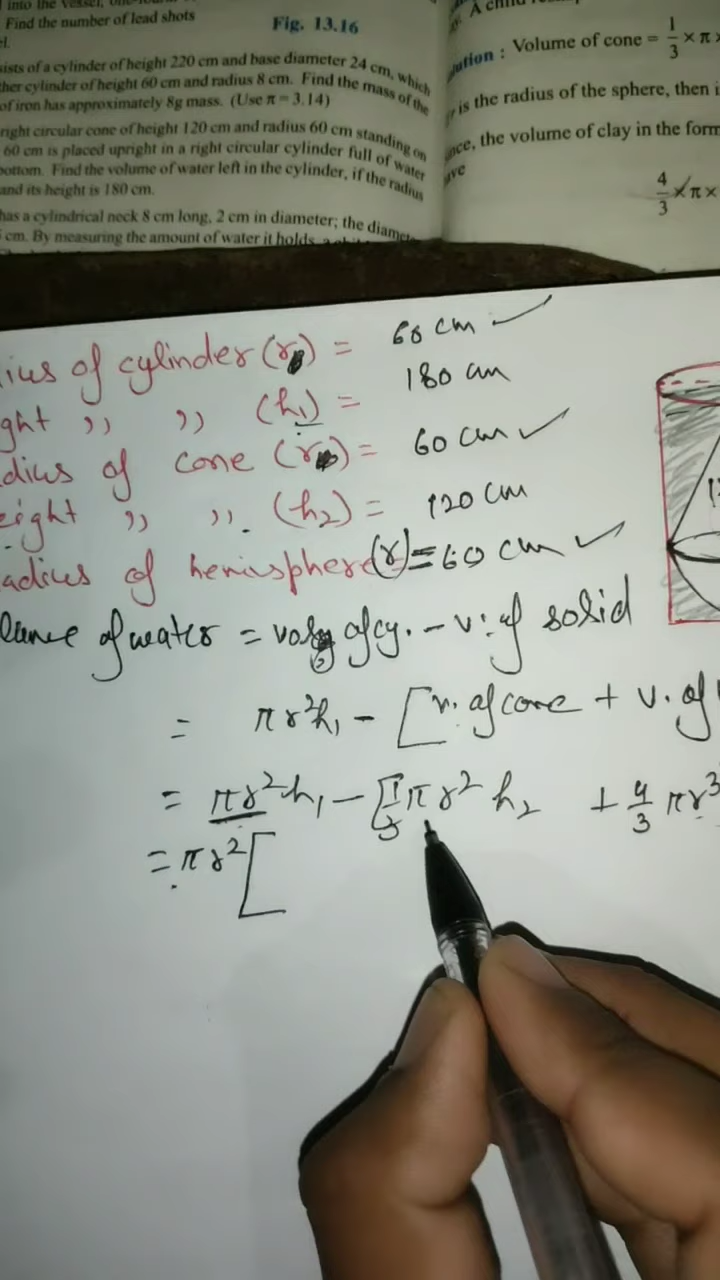 into the vessel,
Find the number of lead shots
Fig. 13.16
sists of a cylinder of height 220 cm and base diameter 24 cm, which
ther cylinder of height 60 cm and radius 8 cm. Find the mass of the
of iron has approximately 8g mass. (Use π = 3.14)
right circular cone of height 120 cm and radius 60 cm standing on
60 cm is placed upright in a right circular cylinder full of water
bottom. Find the volume of water left in the cylinder, if the radius
and its height is 180 cm.
has a cylindrical neck 8 cm long, 2 cm in diameter; the diame
cm. By measuring the amount of water it holds, a
A child
ution : Volume of cone = 1/3 × π ×
r is the radius of the sphere, then i
nce, the volume of clay in the form
ave
4/3 × π ×
ius of cylinder (r) = 60 cm ✓
ght ,, ,, (h₁) = 180 cm
dius of cone (r) = 60 cm ✓
eight ,, ,, (h₂) = 120 cm
adius of hemisphere (r) = 60 cm ✓
lume of water = vol of cy. - v. of solid
= πr²h₁ - [v. of cone + v. of
= πr²h₁ - [1/3 πr² h₂ + 4/3 πr³
= πr² [